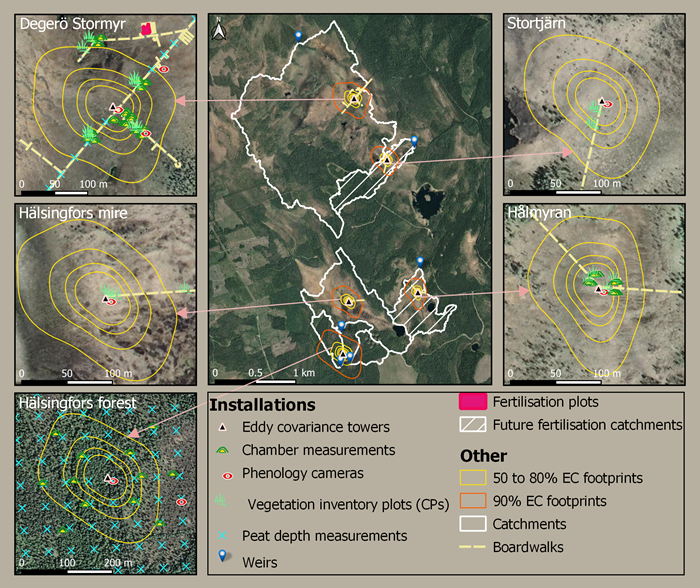 Degerö Stormyr
0 50 100 m
N
0 0.5 1 km
Stortjärn
0 50 100 m
Hälsingfors mire
0 50 100 m
Hålmyran
0 50 100 m
Hälsingfors forest
0 100 200 m
Installations
Eddy covariance towers
Chamber measurements
Phenology cameras
Vegetation inventory plots (CPs)
Peat depth measurements
Weirs
Fertilisation plots
Future fertilisation catchments
Other
50 to 80% EC footprints
90% EC footprints
Catchments
Boardwalks